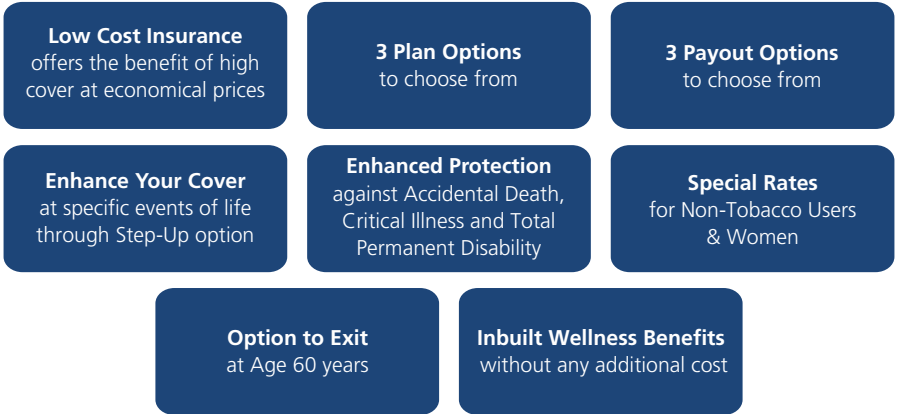 Low Cost Insurance
offers the benefit of high
cover at economical prices
3 Plan Options
to choose from
3 Payout Options
to choose from
Enhance Your Cover
at specific events of life
through Step-Up option
Enhanced Protection
against Accidental Death,
Critical Illness and Total
Permanent Disability
Special Rates
for Non-Tobacco Users
& Women
Option to Exit
at Age 60 years
Inbuilt Wellness Benefits
without any additional cost